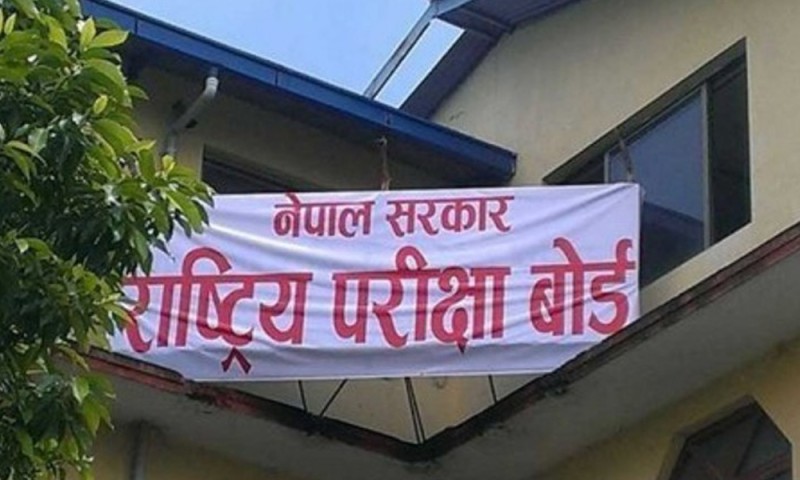 नेपाल सरकार
राष्ट्रिय परीक्षा बोर्ड